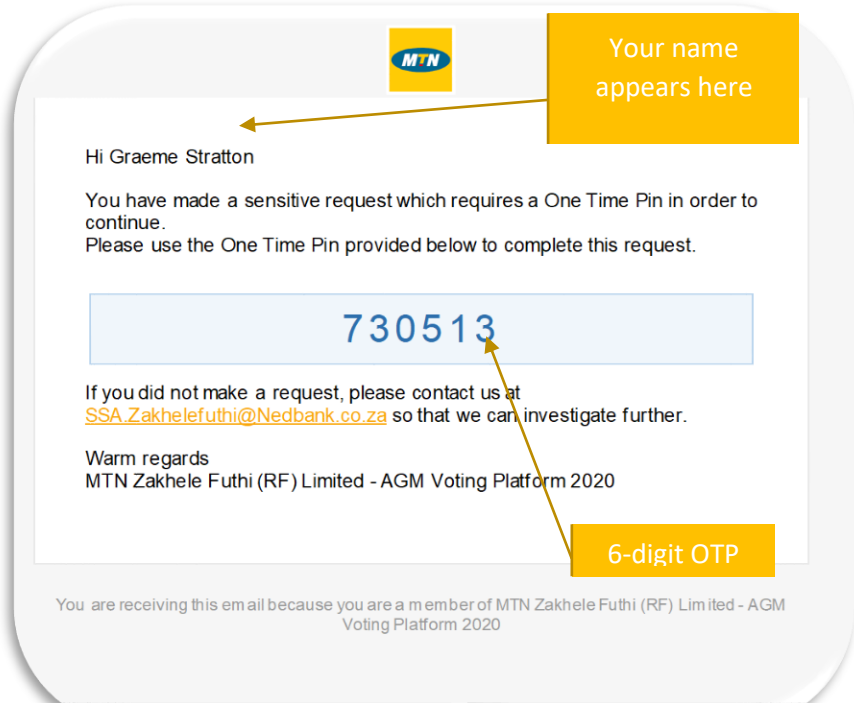 MTN
Your name
appears here
Hi Graeme Stratton
You have made a sensitive request which requires a One Time Pin in order to
continue.
Please use the One Time Pin provided below to complete this request.
730513
If you did not make a request, please contact us at
SSA.Zakhelefuthi@Nedbank.co.za so that we can investigate further.
Warm regards
MTN Zakhele Futhi (RF) Limited - AGM Voting Platform 2020
6-digit OTP
You are receiving this email because you are a member of MTN Zakhele Futhi (RF) Limited - AGM
Voting Platform 2020